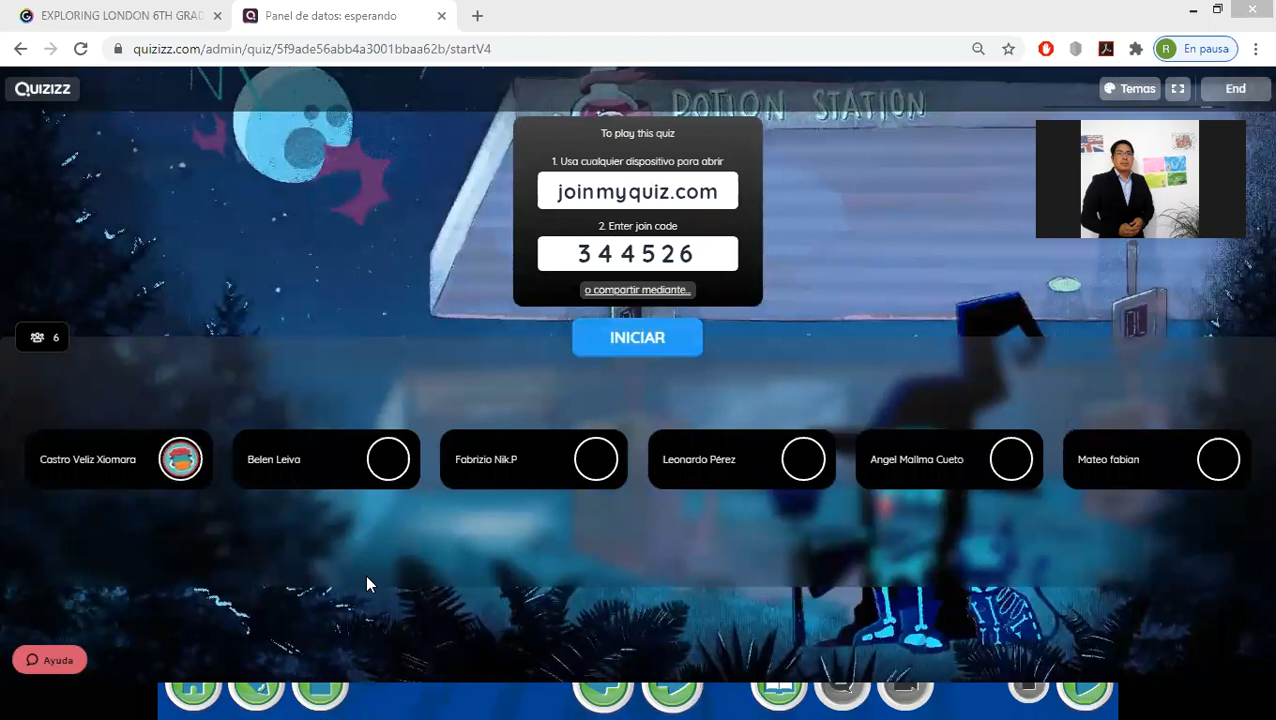 EXPLORING LONDON 6TH GRAD
Panel de datos: esperando
quizizz.com/admin/quiz/5f9ade56abb4a3001bbaa62b/startV4
R
En pausa
QUIZIZZ
Temas
End
POTION STATION
To play this quiz
1. Usa cualquier dispositivo para abrir
joinmyquiz.com
2. Enter join code
344526
o compartir mediante..
INICIAR
6
Castro Veliz Xiomara
Belen Leiva
Fabrizio Nik.P
Leonardo Pérez
Angel Mallma Cueto
Mateo fabian
Ayuda